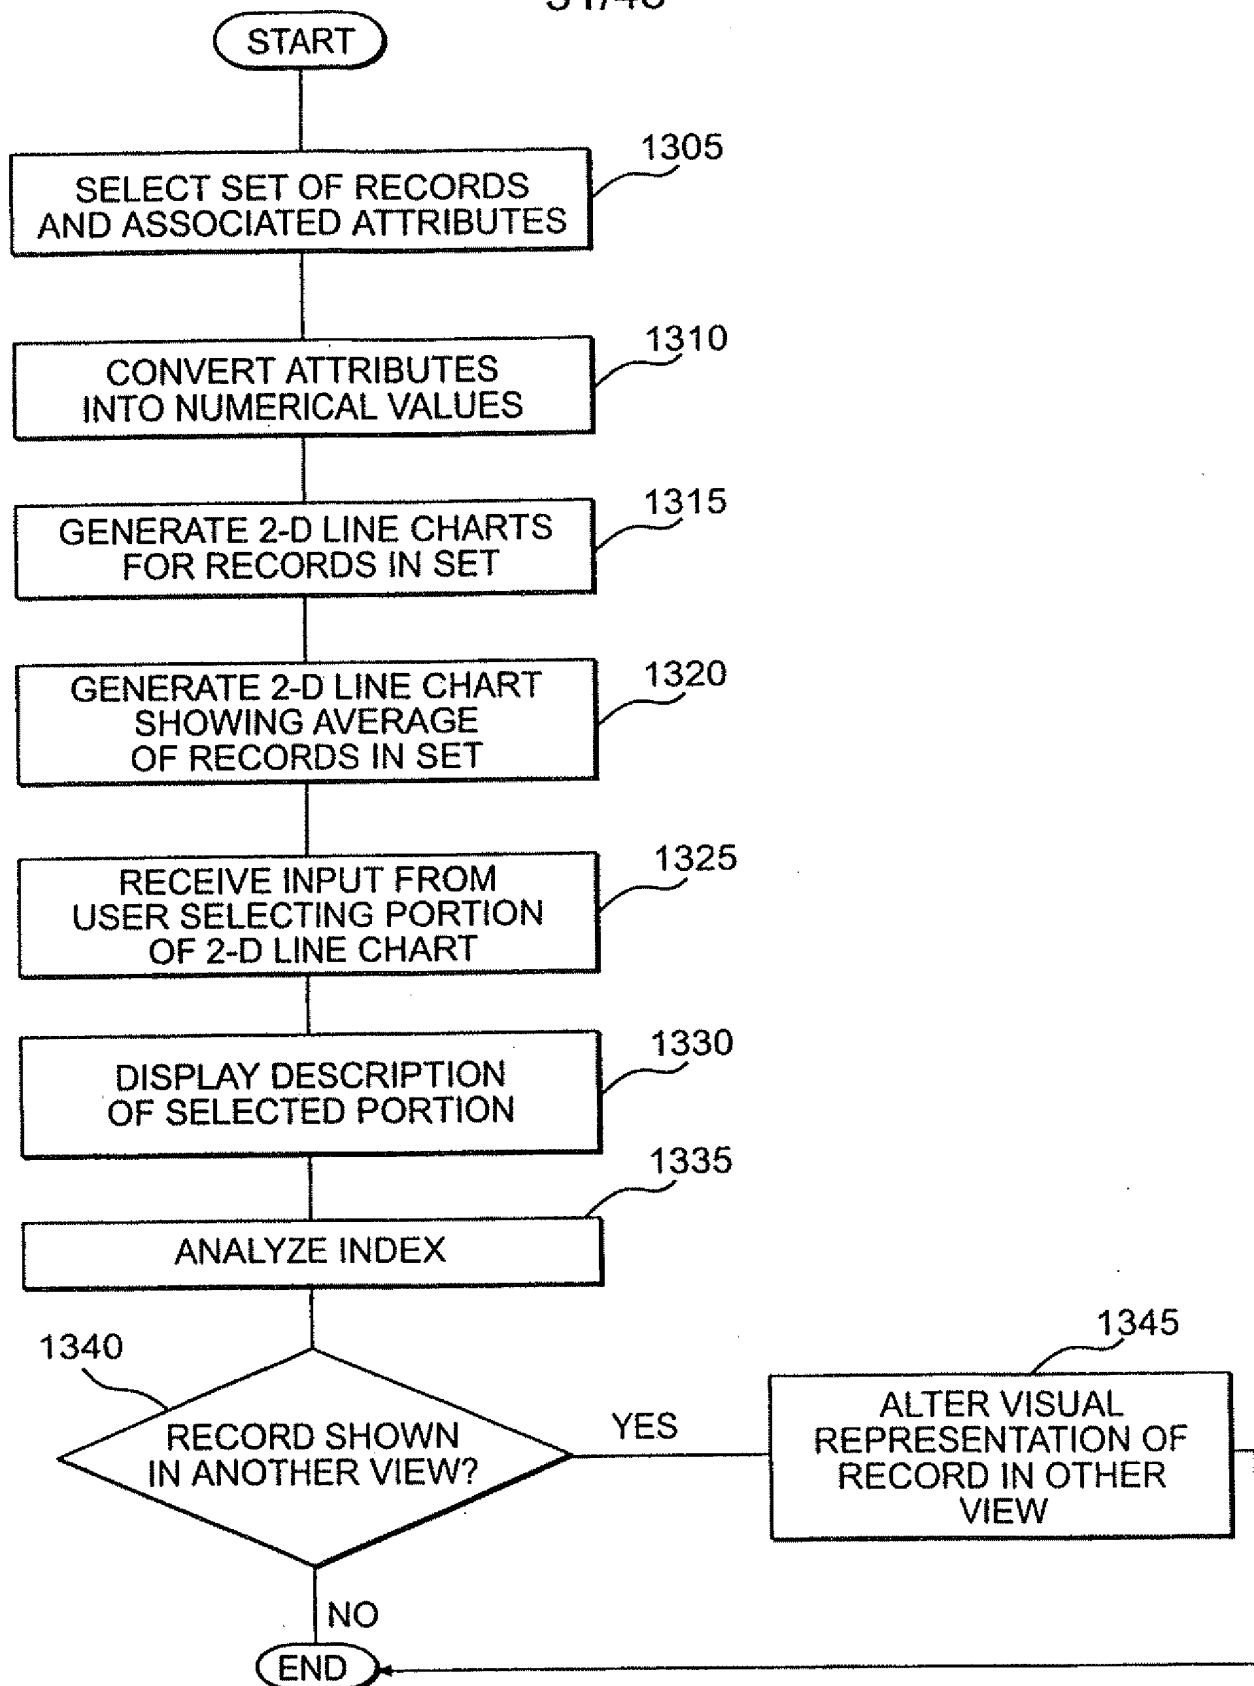 START
1305
SELECT SET OF RECORDS
AND ASSOCIATED ATTRIBUTES
1310
CONVERT ATTRIBUTES
INTO NUMERICAL VALUES
1315
GENERATE 2-D LINE CHARTS
FOR RECORDS IN SET
1320
GENERATE 2-D LINE CHART
SHOWING AVERAGE
OF RECORDS IN SET
1325
RECEIVE INPUT FROM
USER SELECTING PORTION
OF 2-D LINE CHART
1330
DISPLAY DESCRIPTION
OF SELECTED PORTION
1335
ANALYZE INDEX
1340
RECORD SHOWN
IN ANOTHER VIEW?
YES
1345
ALTER VISUAL
REPRESENTATION OF
RECORD IN OTHER
VIEW
NO
END